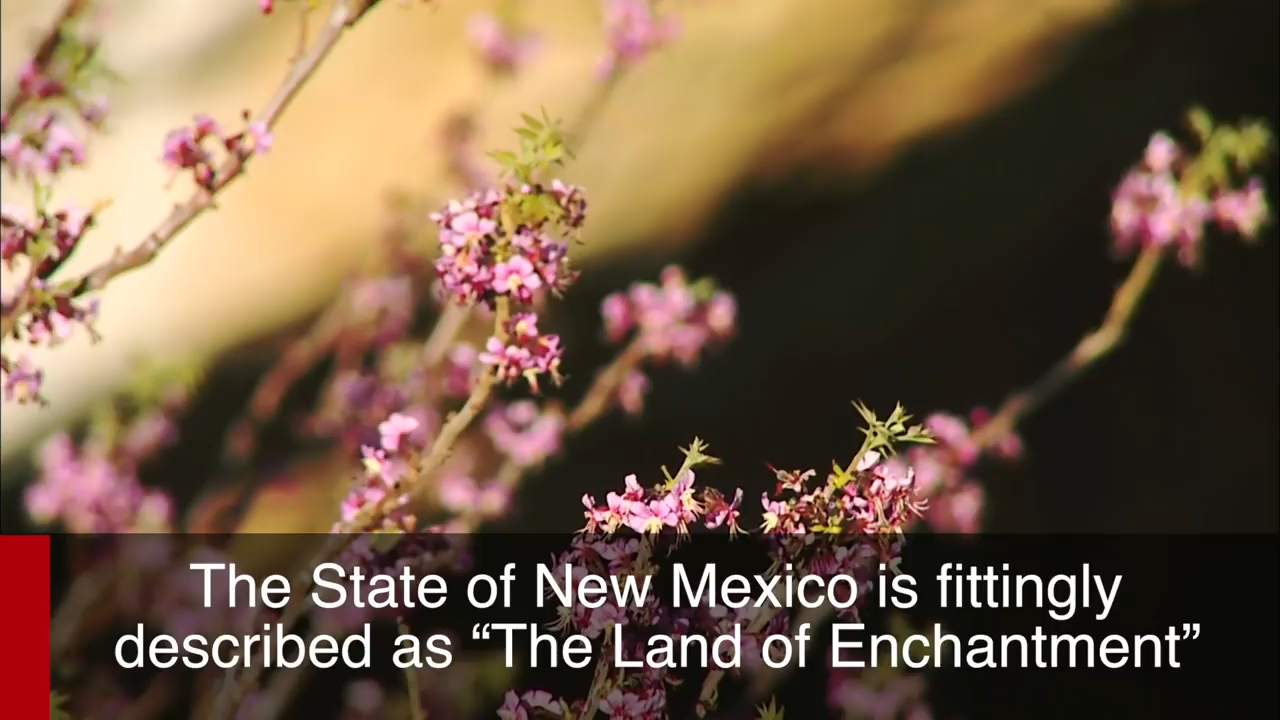 The State of New Mexico is fittingly
described as “The Land of Enchantment”